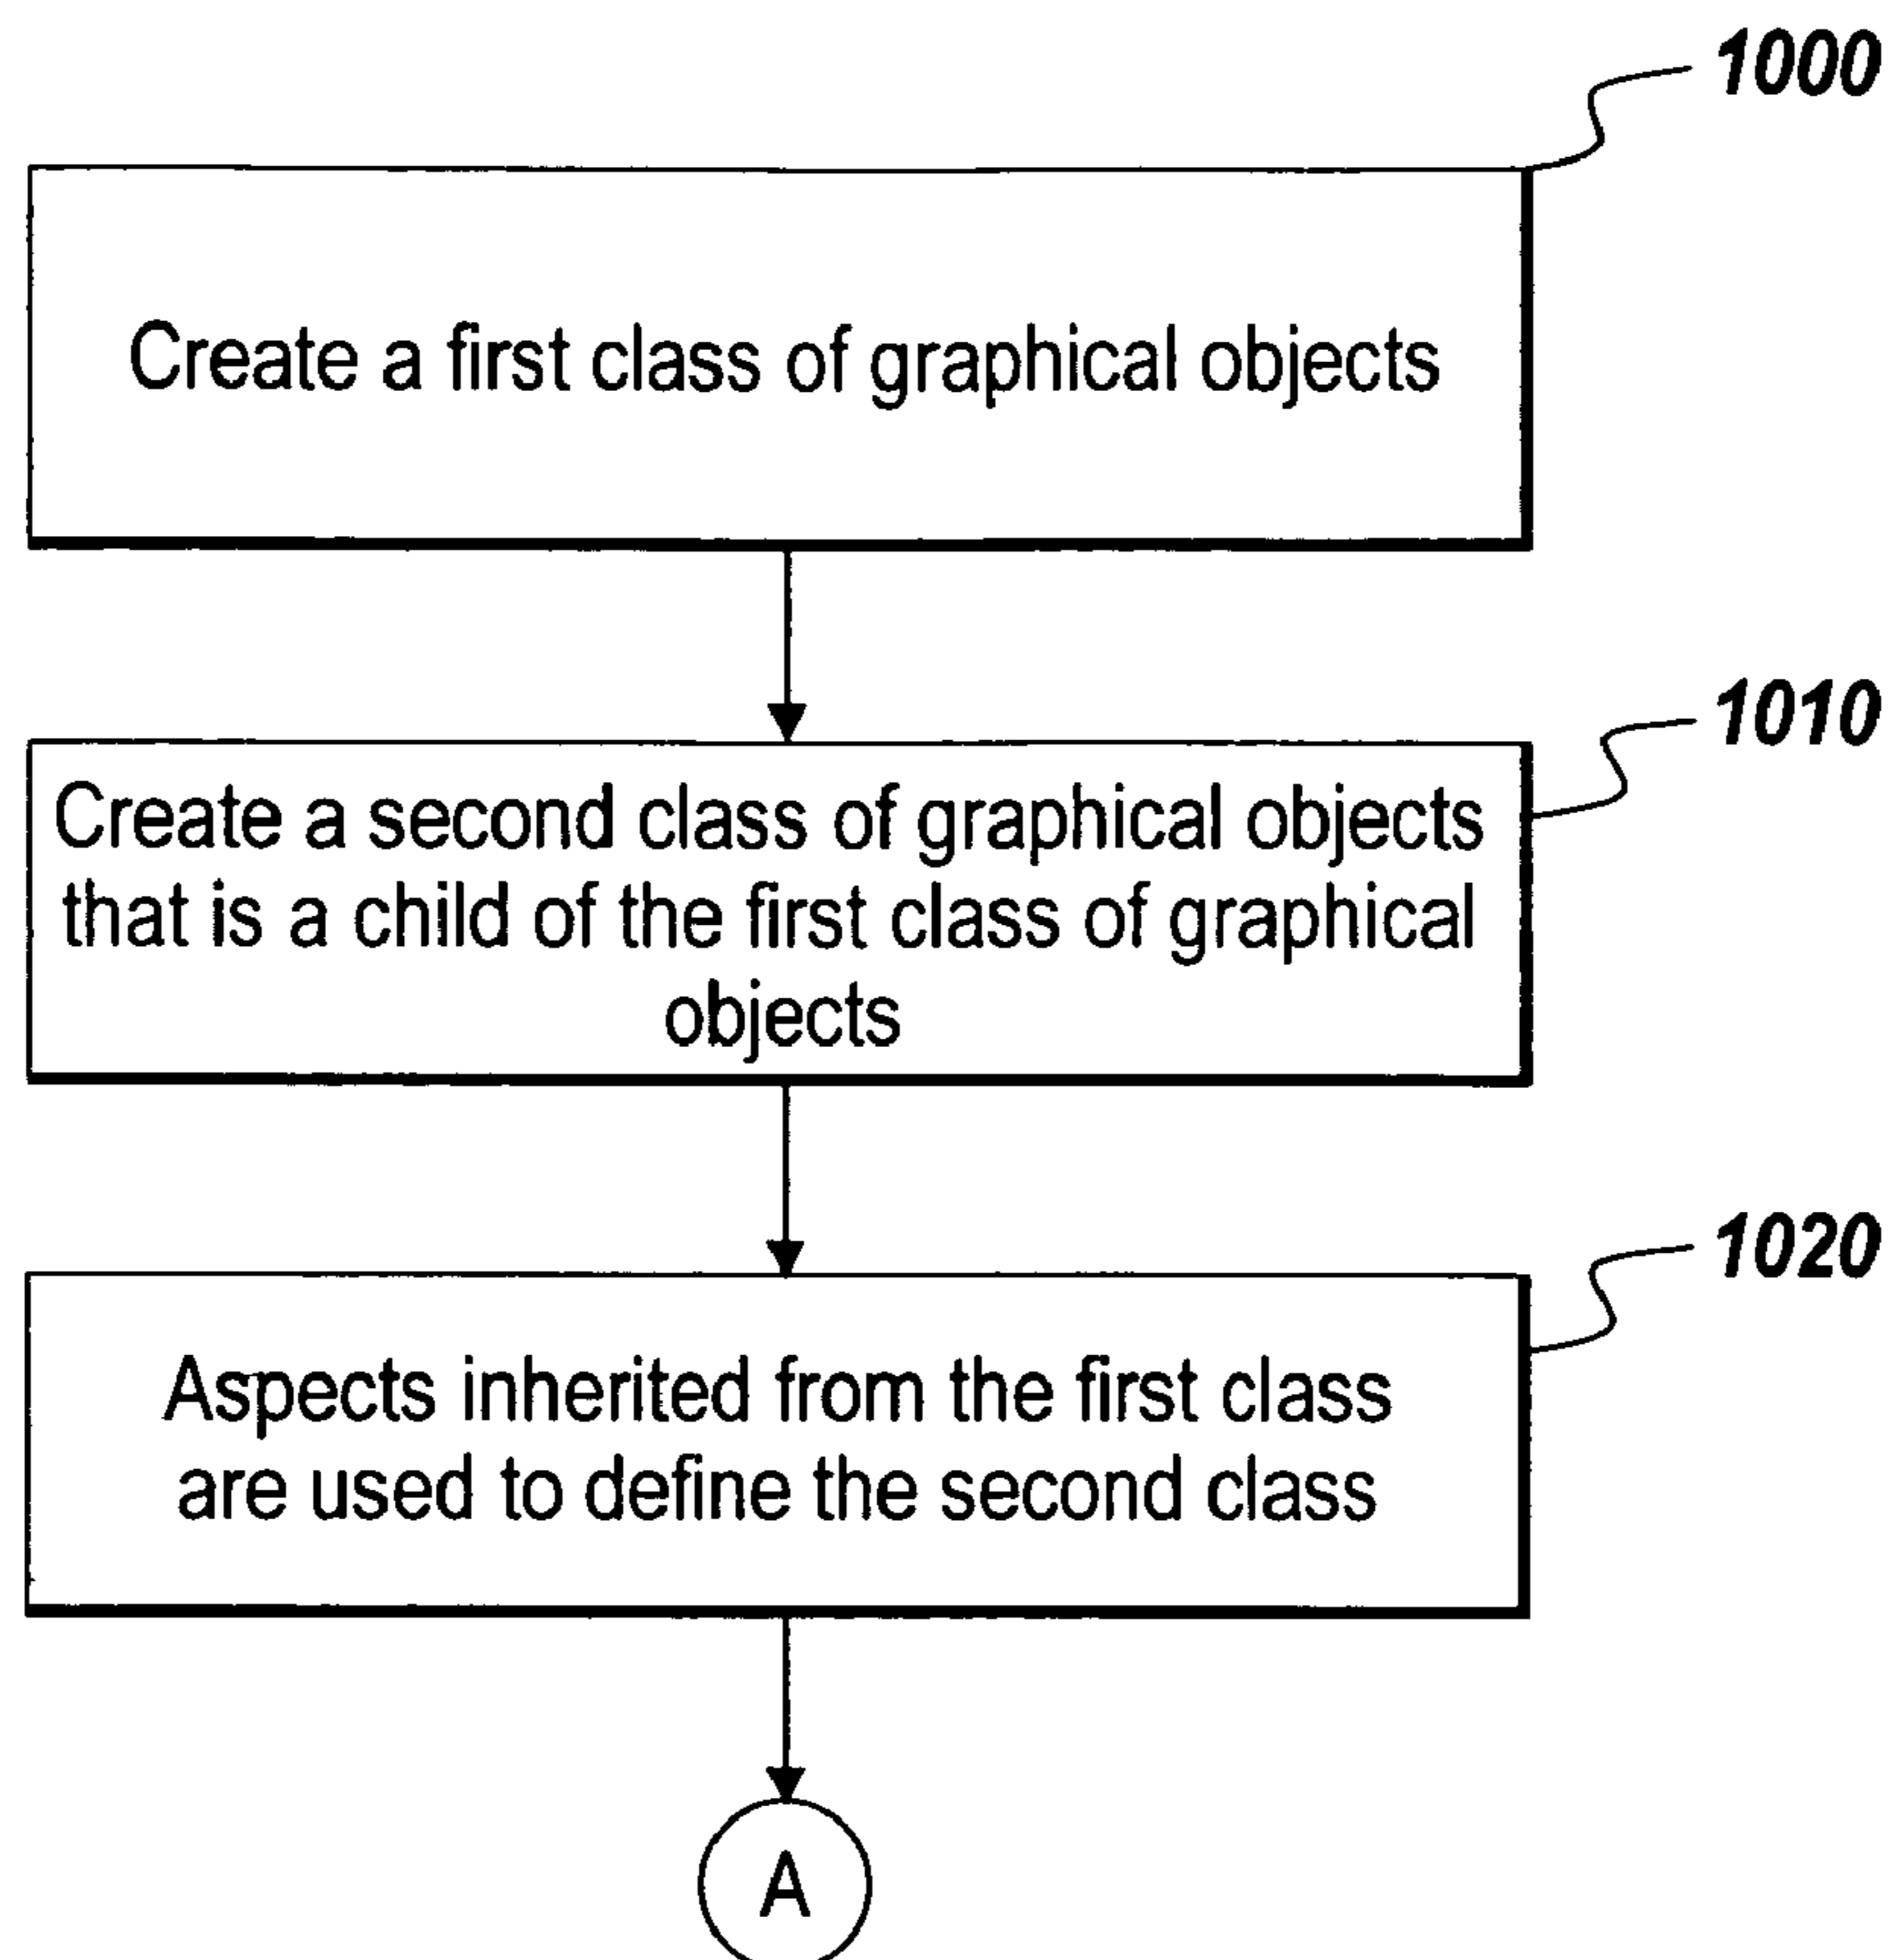 1000
Create a first class of graphical objects
1010
Create a second class of graphical objects
that is a child of the first class of graphical
objects
1020
Aspects inherited from the first class
are used to define the second class
A